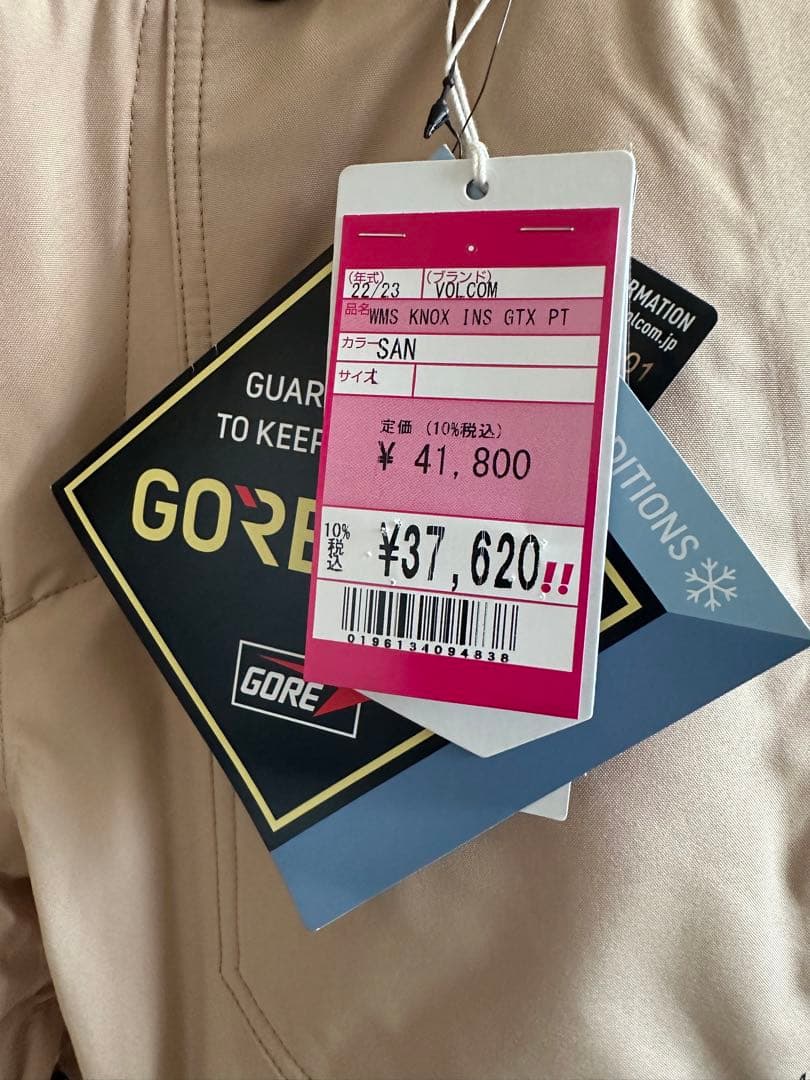 (年式)
22/23
(ブランド)
VOLCOM
品名 WMS KNOX INS GTX PT
カラー SAN
サイズ L
定価 (10%税込)
¥ 41,800
10%税込
¥37,620!!
0196134094838
GUAR
TO KEEP
GORE
GORE
RMATION
lcom.jp
01
DITIONS